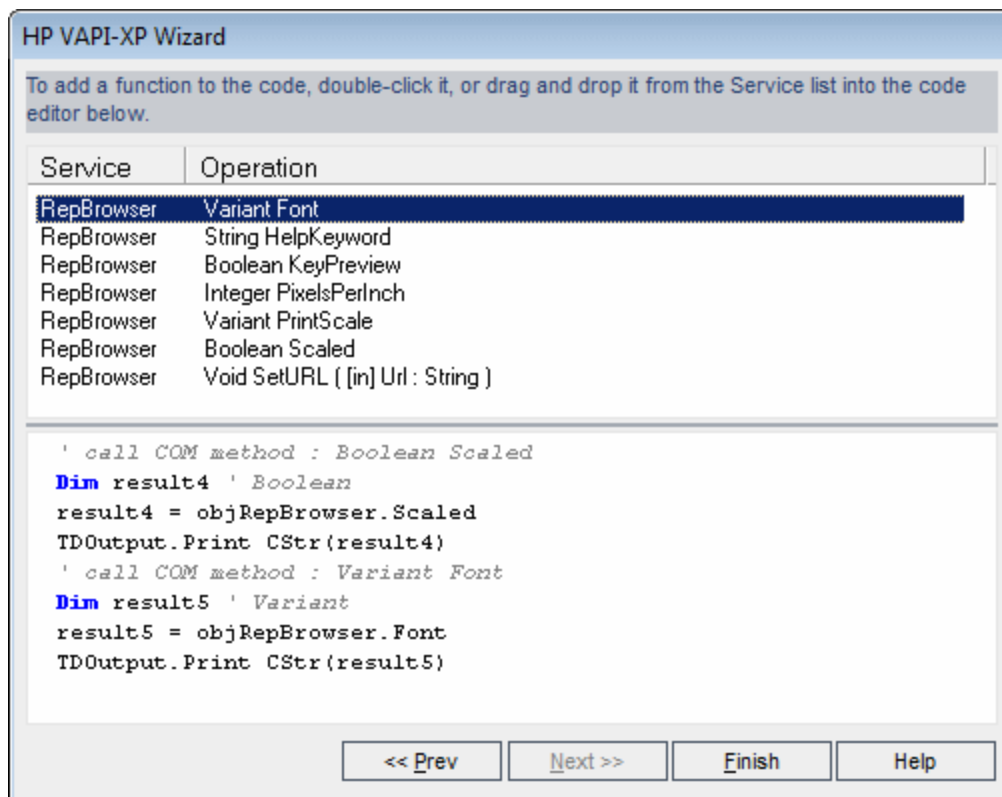 HP VAPI-XP Wizard
To add a function to the code, double-click it, or drag and drop it from the Service list into the code
editor below.
Service Operation
RepBrowser Variant Font
RepBrowser String HelpKeyword
RepBrowser Boolean KeyPreview
RepBrowser Integer PixelsPerInch
RepBrowser Variant PrintScale
RepBrowser Boolean Scaled
RepBrowser Void SetURL ( [in] Url : String )
' call COM method : Boolean Scaled
Dim result4 ' Boolean
result4 = objRepBrowser.Scaled
TDOutput.Print CStr(result4)
' call COM method : Variant Font
Dim result5 ' Variant
result5 = objRepBrowser.Font
TDOutput.Print CStr(result5)
<< Prev Next >> Finish Help